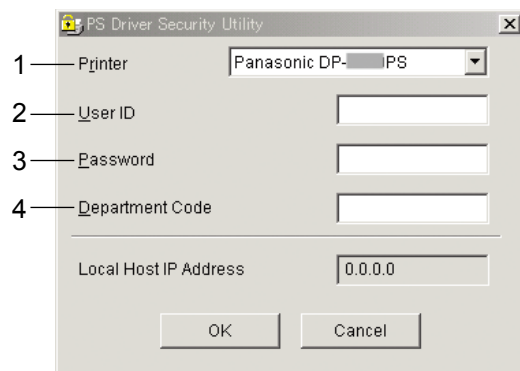 PS Driver Security Utility
1 Printer Panasonic DP- PS
2 User ID
3 Password
4 Department Code
Local Host IP Address 0.0.0.0
OK Cancel